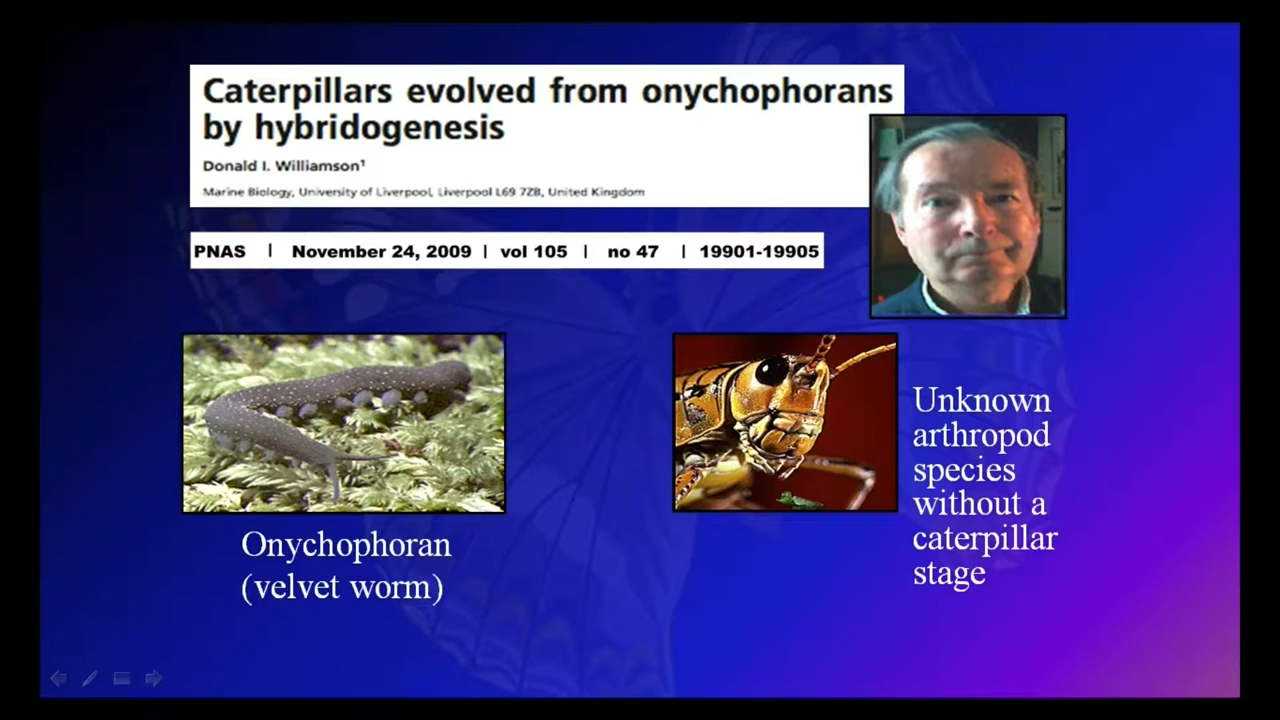 Caterpillars evolved from onychophorans
by hybridogenesis
Donald I. Williamson¹
Marine Biology, University of Liverpool, Liverpool L69 7ZB, United Kingdom
PNAS | November 24, 2009 | vol 105 | no 47 | 19901-19905
Unknown
arthropod
species
without a
caterpillar
stage
Onychophoran
(velvet worm)